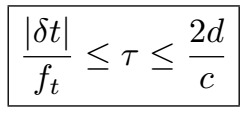 |δt|/f_t ≤ τ ≤ 2d/c